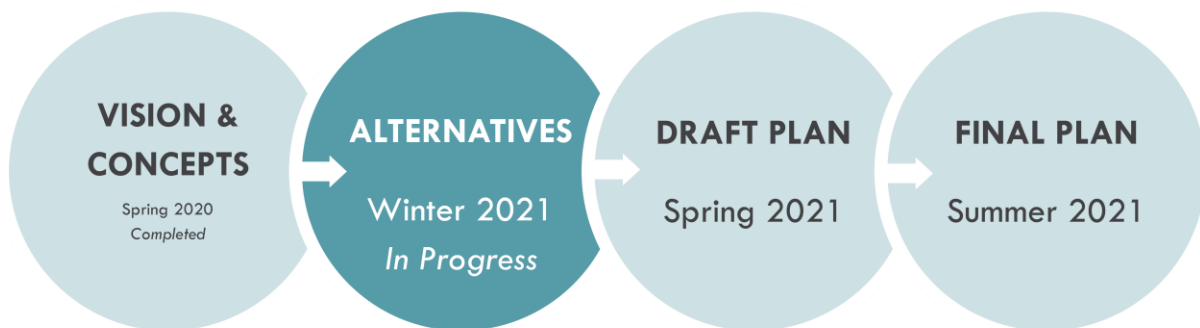 VISION &
CONCEPTS
Spring 2020
Completed
ALTERNATIVES
Winter 2021
In Progress
DRAFT PLAN
Spring 2021
FINAL PLAN
Summer 2021